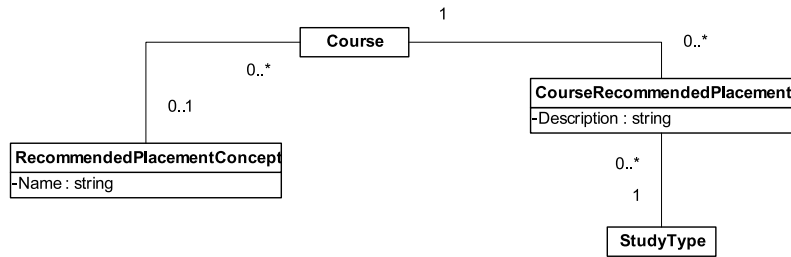 1
Course
0..*
0..*
0..1
CourseRecommendedPlacement
-Description : string
RecommendedPlacementConcept
-Name : string
0..*
1
StudyType